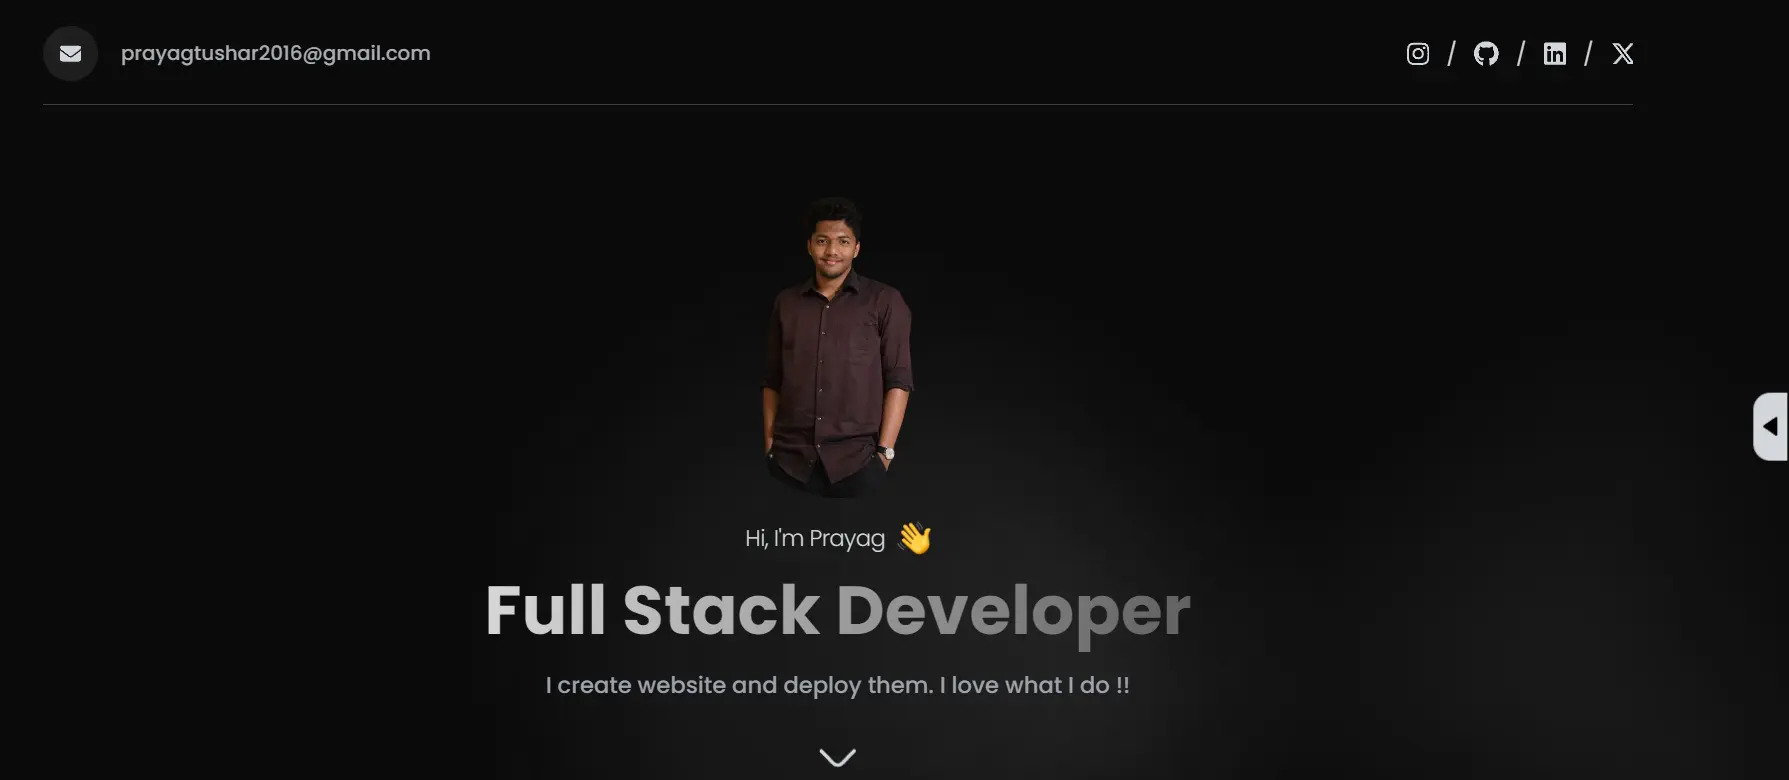 prayagtushar2016@gmail.com
/ / /
Hi, I'm Prayag 👋
Full Stack Developer
I create website and deploy them. I love what I do !!